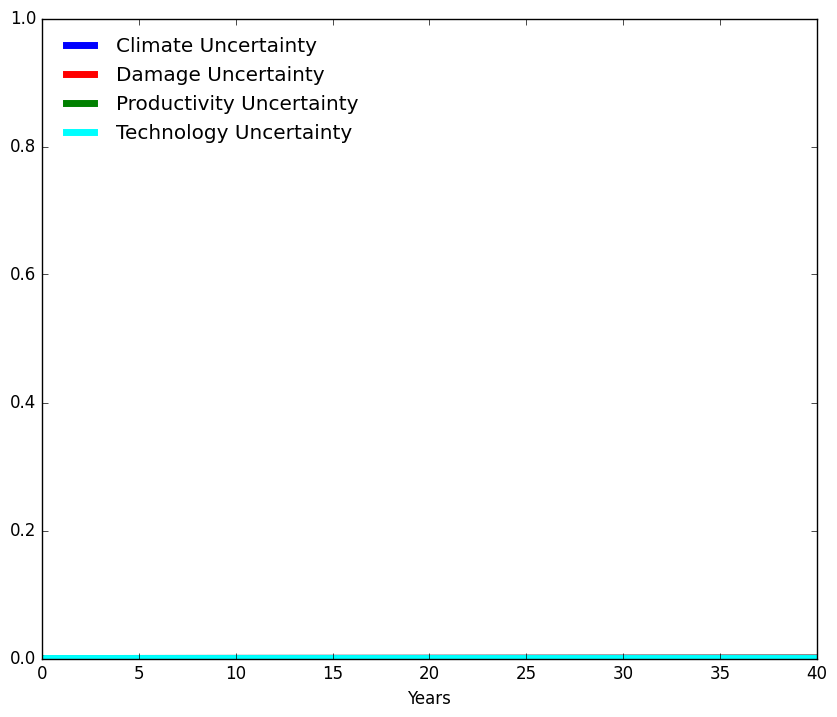 1.0
Climate Uncertainty
Damage Uncertainty
Productivity Uncertainty
Technology Uncertainty
0.8
0.6
0.4
0.2
0.0
0 5 10 15 20 25 30 35 40
Years